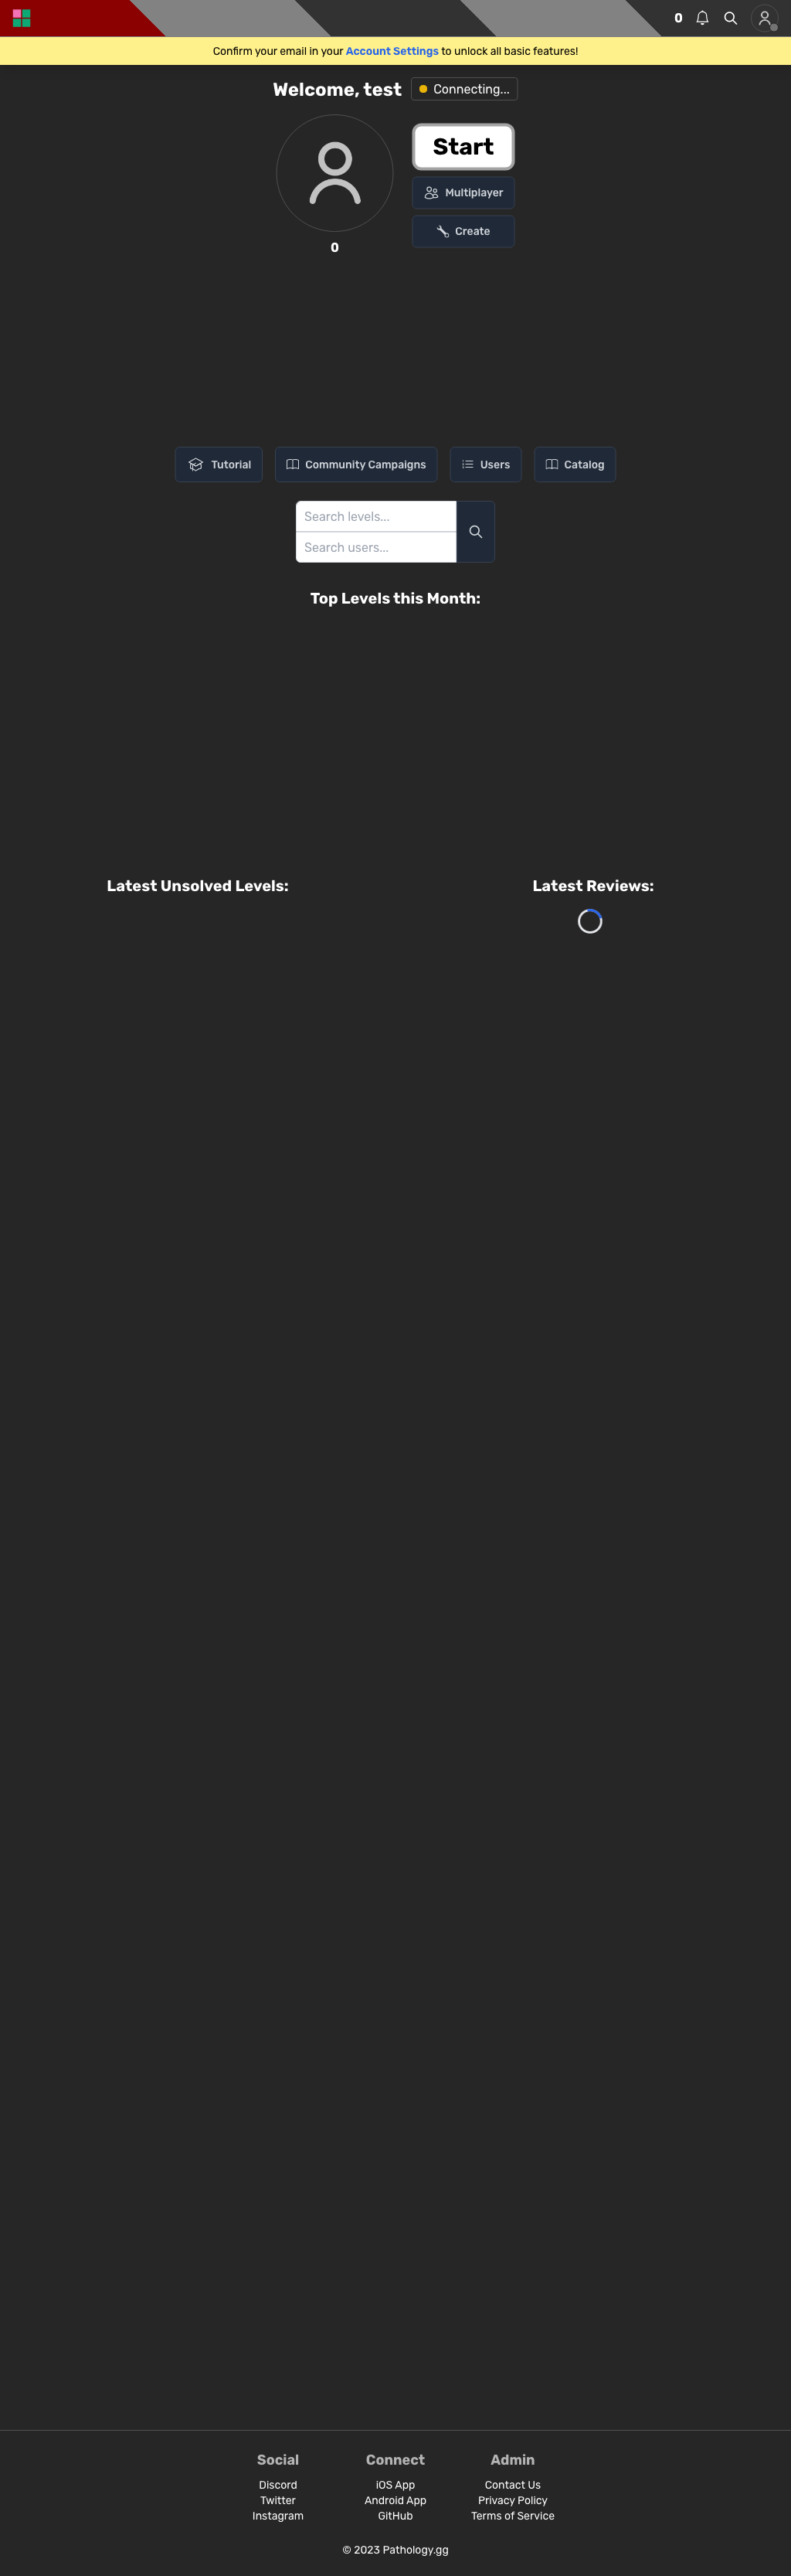 0
Confirm your email in your Account Settings to unlock all basic features!
Welcome, test
Connecting...
Start
Multiplayer
Create
0
Tutorial
Community Campaigns
Users
Catalog
Search levels...
Search users...
Top Levels this Month:
Latest Unsolved Levels:
Latest Reviews:
Social
Discord
Twitter
Instagram
Connect
iOS App
Android App
GitHub
Admin
Contact Us
Privacy Policy
Terms of Service
© 2023 Pathology.gg